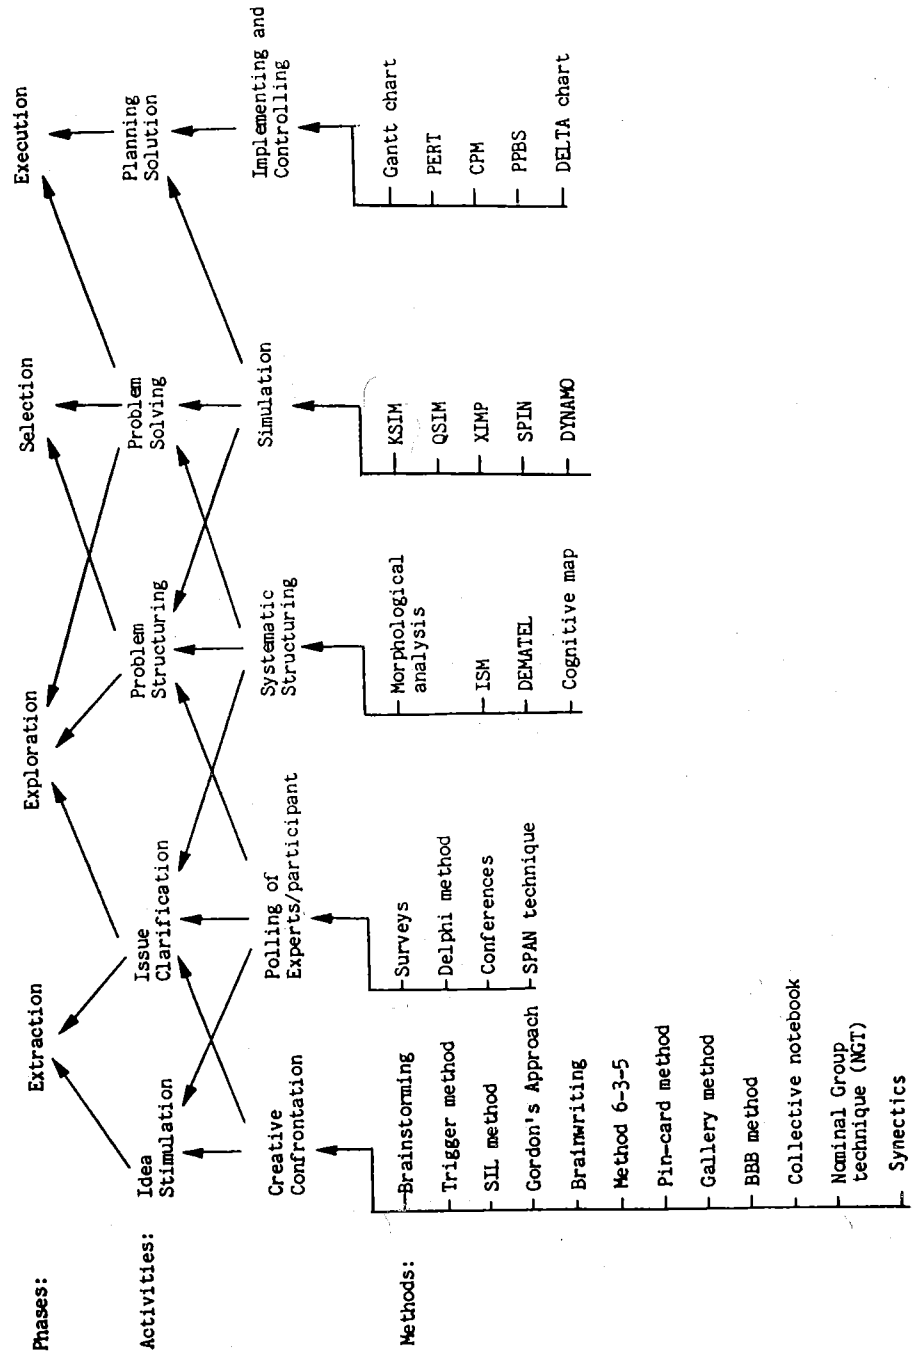 Phases:
Extraction
Exploration
Selection
Execution
Activities:
Idea
Stimulation
Issue
Clarification
Problem
Structuring
Problem
Solving
Planning
Solution
Creative
Confrontation
Polling of
Experts/participant
Systematic
Structuring
Simulation
Implementing and
Controlling
Methods:
Brainstorming
Trigger method
SIL method
Gordon's Approach
Brainwriting
Method 6-3-5
Pin-card method
Gallery method
BBB method
Collective notebook
Nominal Group
technique (NGT)
Synectics
Surveys
Delphi method
Conferences
SPAN technique
Morphological
analysis
ISM
DEMATEL
Cognitive map
KSIM
QSIM
XIMP
SPIN
DYNAMO
Gantt chart
PERT
CPM
PPBS
DELTA chart